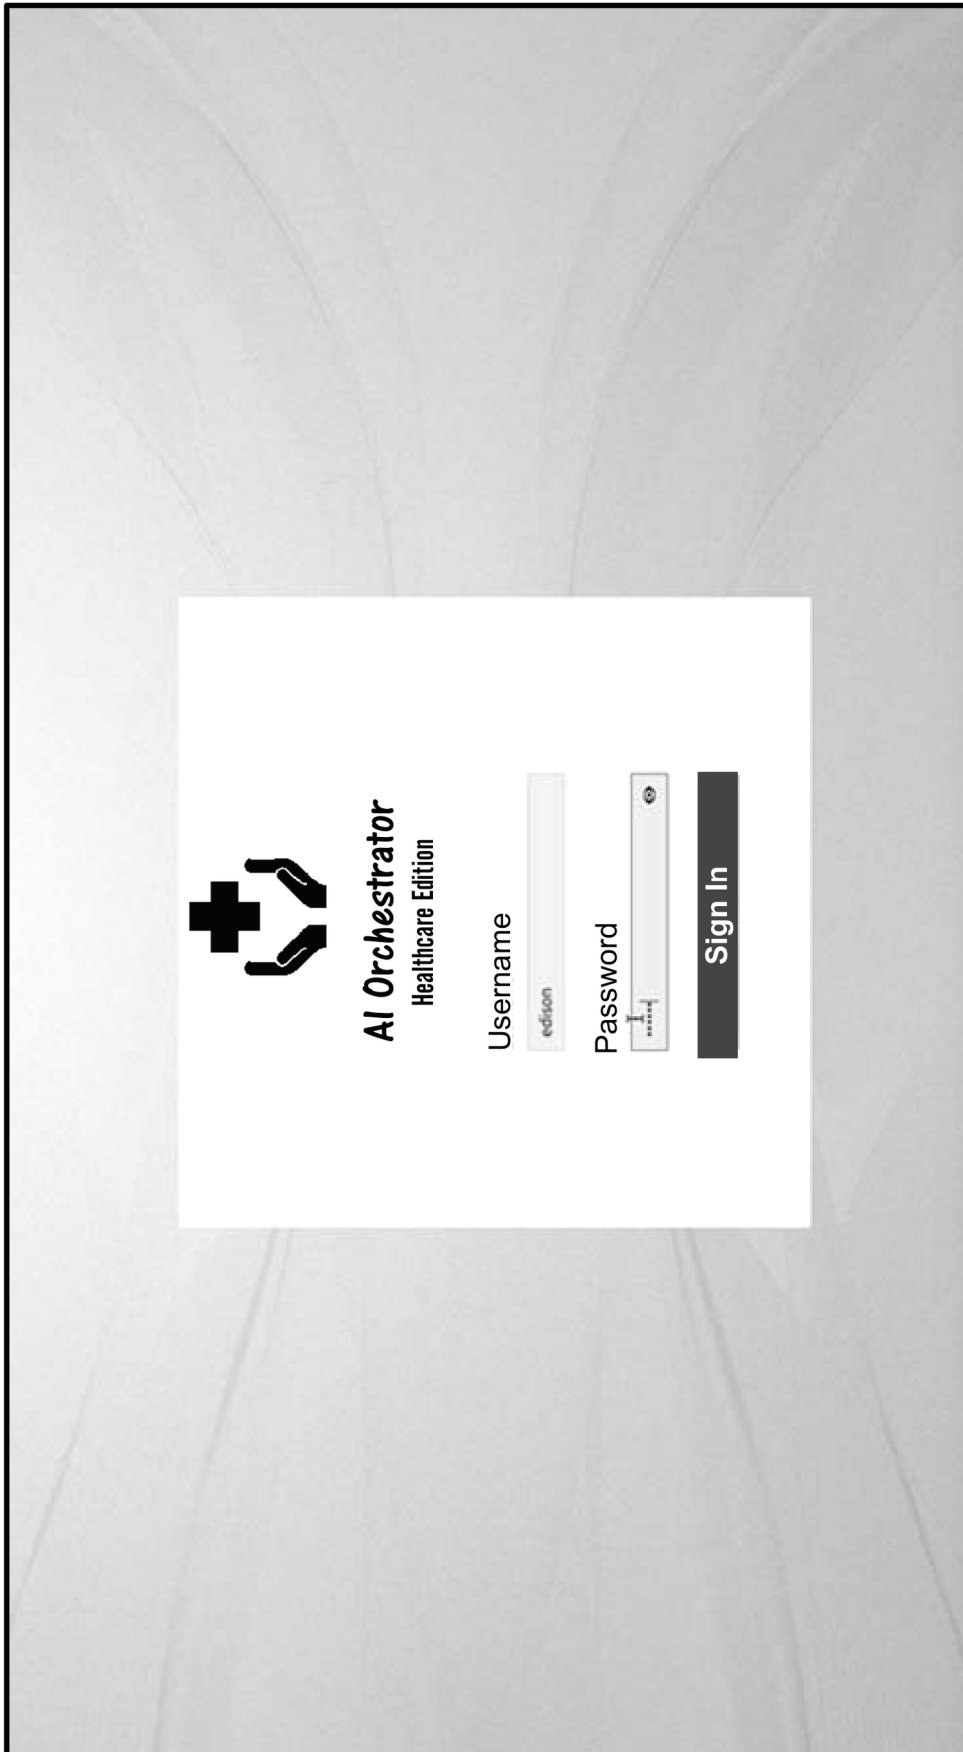 AI Orchestrator
Healthcare Edition
Username
edison
Password
Sign In